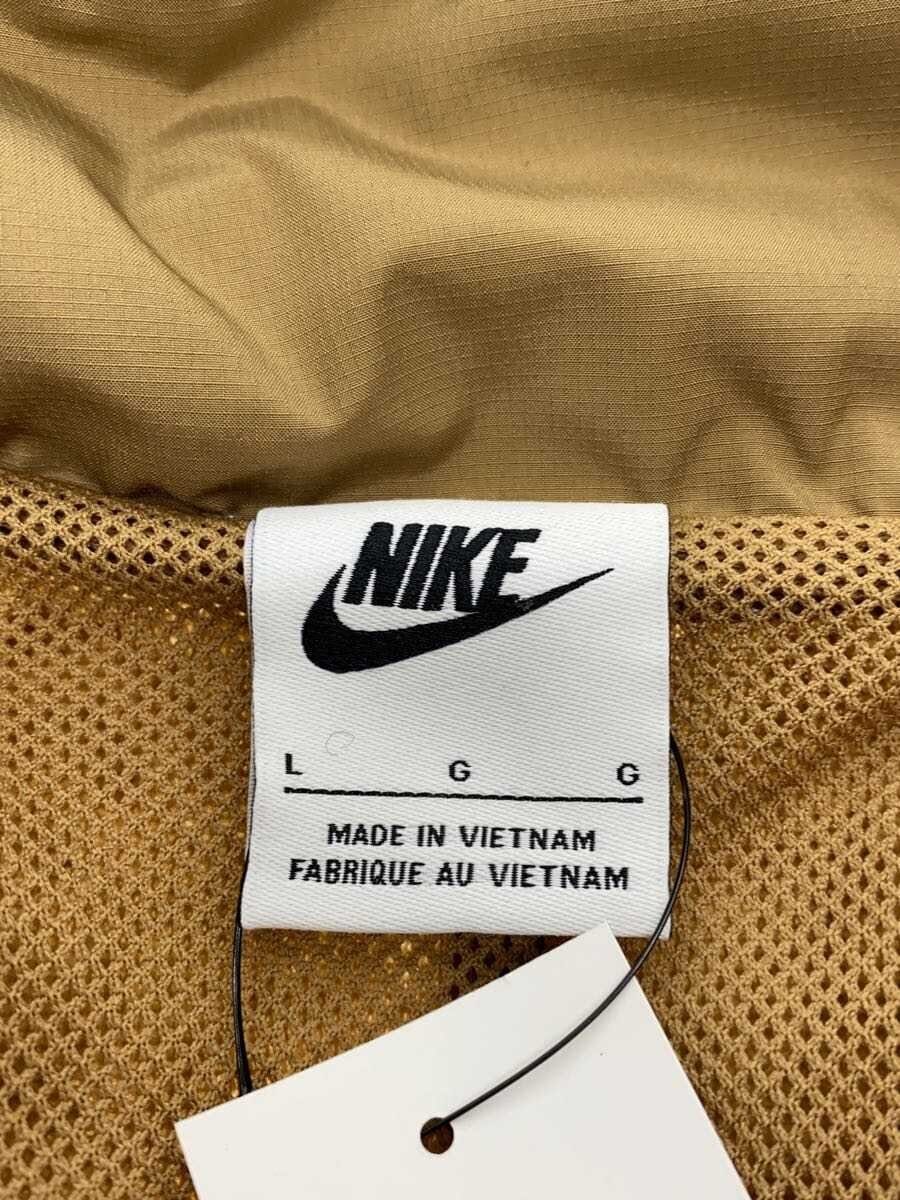 NIKE
L G G
MADE IN VIETNAM
FABRIQUE AU VIETNAM